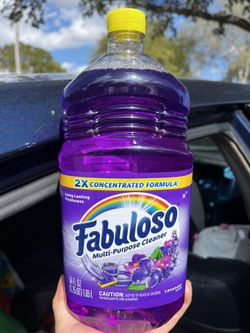 2X CONCENTRATED FORMULA*
Long Lasting
Freshness
Fabuloso
Multi-Purpose Cleaner
CAUTION